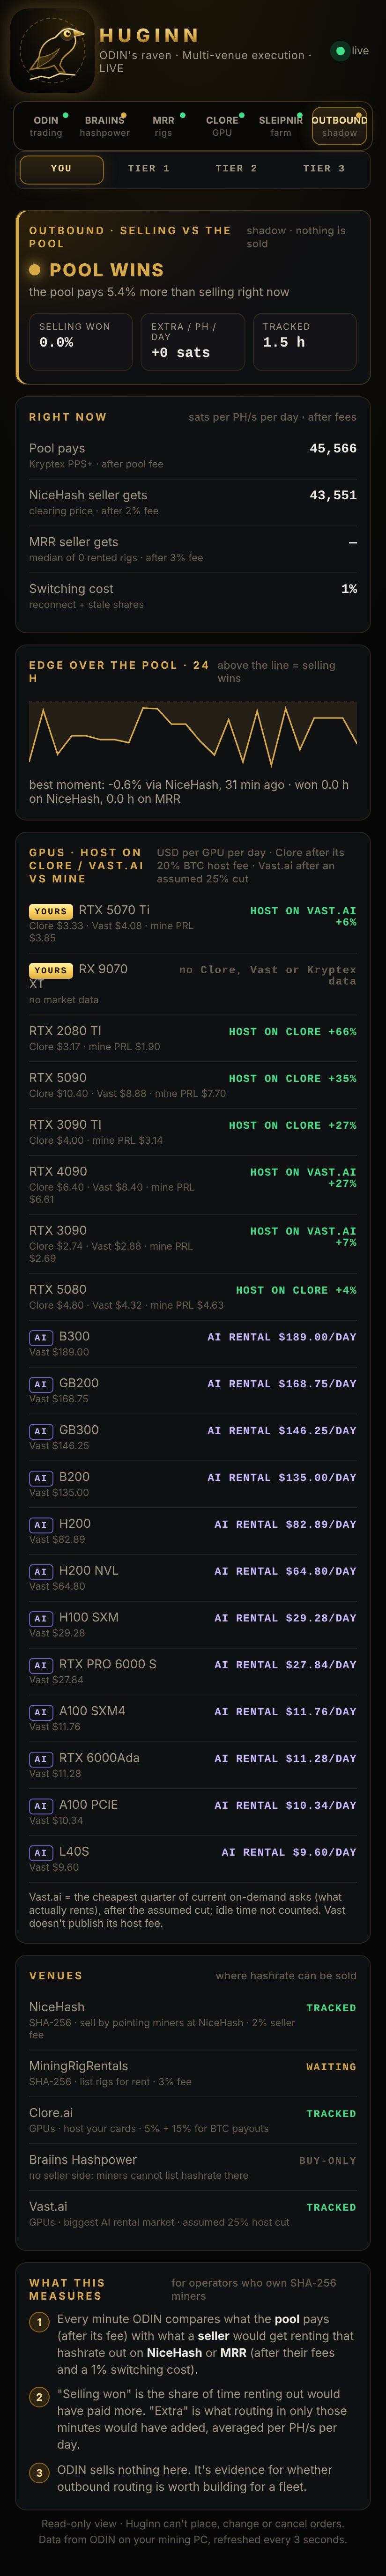 HUGINN
ODIN's raven · Multi-venue execution ·
LIVE
live
ODIN
trading
BRAIINS
hashpower
MRR
rigs
CLORE
GPU
SLEIPNIR
farm
OUTBOUND
shadow
YOU
TIER 1
TIER 2
TIER 3
OUTBOUND · SELLING VS THE
POOL
shadow · nothing is
sold
POOL WINS
the pool pays 5.4% more than selling right now
SELLING WON
0.0%
EXTRA / PH /
DAY
+0 sats
TRACKED
1.5 h
RIGHT NOW
sats per PH/s per day · after fees
Pool pays
45,566
Kryptex PPS+ · after pool fee
NiceHash seller gets
43,551
clearing price · after 2% fee
MRR seller gets
—
median of 0 rented rigs · after 3% fee
Switching cost
1%
reconnect + stale shares
EDGE OVER THE POOL · 24
H
above the line = selling
wins
best moment: -0.6% via NiceHash, 31 min ago · won 0.0 h
on NiceHash, 0.0 h on MRR
GPUS · HOST ON
CLORE / VAST.AI
VS MINE
USD per GPU per day · Clore after its
20% BTC host fee · Vast.ai after an
assumed 25% cut
YOURS RTX 5070 Ti
Clore $3.33 · Vast $4.08 · mine PRL
$3.85
HOST ON VAST.AI
+6%
YOURS RX 9070
XT
no market data
no Clore, Vast or Kryptex
data
RTX 2080 TI
HOST ON CLORE +66%
Clore $3.17 · mine PRL $1.90
RTX 5090
HOST ON CLORE +35%
Clore $10.40 · Vast $8.88 · mine PRL $7.70
RTX 3090 TI
HOST ON CLORE +27%
Clore $4.00 · mine PRL $3.14
RTX 4090
Clore $6.40 · Vast $8.40 · mine PRL
$6.61
HOST ON VAST.AI
+27%
RTX 3090
Clore $2.74 · Vast $2.88 · mine PRL
$2.69
HOST ON VAST.AI
+7%
RTX 5080
HOST ON CLORE +4%
Clore $4.80 · Vast $4.32 · mine PRL $4.63
AI B300
AI RENTAL $189.00/DAY
Vast $189.00
AI GB200
AI RENTAL $168.75/DAY
Vast $168.75
AI GB300
AI RENTAL $146.25/DAY
Vast $146.25
AI B200
AI RENTAL $135.00/DAY
Vast $135.00
AI H200
AI RENTAL $82.89/DAY
Vast $82.89
AI H200 NVL
AI RENTAL $64.80/DAY
Vast $64.80
AI H100 SXM
AI RENTAL $29.28/DAY
Vast $29.28
AI RTX PRO 6000 S
AI RENTAL $27.84/DAY
Vast $27.84
AI A100 SXM4
AI RENTAL $11.76/DAY
Vast $11.76
AI RTX 6000Ada
AI RENTAL $11.28/DAY
Vast $11.28
AI A100 PCIE
AI RENTAL $10.34/DAY
Vast $10.34
AI L40S
AI RENTAL $9.60/DAY
Vast $9.60
Vast.ai = the cheapest quarter of current on-demand asks (what
actually rents), after the assumed cut; idle time not counted. Vast
doesn't publish its host fee.
VENUES
where hashrate can be sold
NiceHash
TRACKED
SHA-256 · sell by pointing miners at NiceHash · 2% seller
fee
MiningRigRentals
WAITING
SHA-256 · list rigs for rent · 3% fee
Clore.ai
TRACKED
GPUs · host your cards · 5% + 15% for BTC payouts
Braiins Hashpower
BUY-ONLY
no seller side: miners cannot list hashrate there
Vast.ai
TRACKED
GPUs · biggest AI rental market · assumed 25% host cut
WHAT THIS
MEASURES
for operators who own SHA-256
miners
1 Every minute ODIN compares what the pool pays
(after its fee) with what a seller would get renting that
hashrate out on NiceHash or MRR (after their fees
and a 1% switching cost).
2 "Selling won" is the share of time renting out would
have paid more. "Extra" is what routing in only those
minutes would have added, averaged per PH/s per
day.
3 ODIN sells nothing here. It's evidence for whether
outbound routing is worth building for a fleet.
Read-only view · Huginn can't place, change or cancel orders.
Data from ODIN on your mining PC, refreshed every 3 seconds.